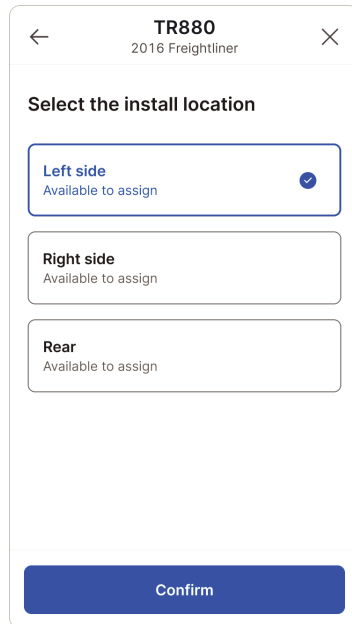 TR880
2016 Freightliner
Select the install location
Left side
Available to assign
Right side
Available to assign
Rear
Available to assign
Confirm